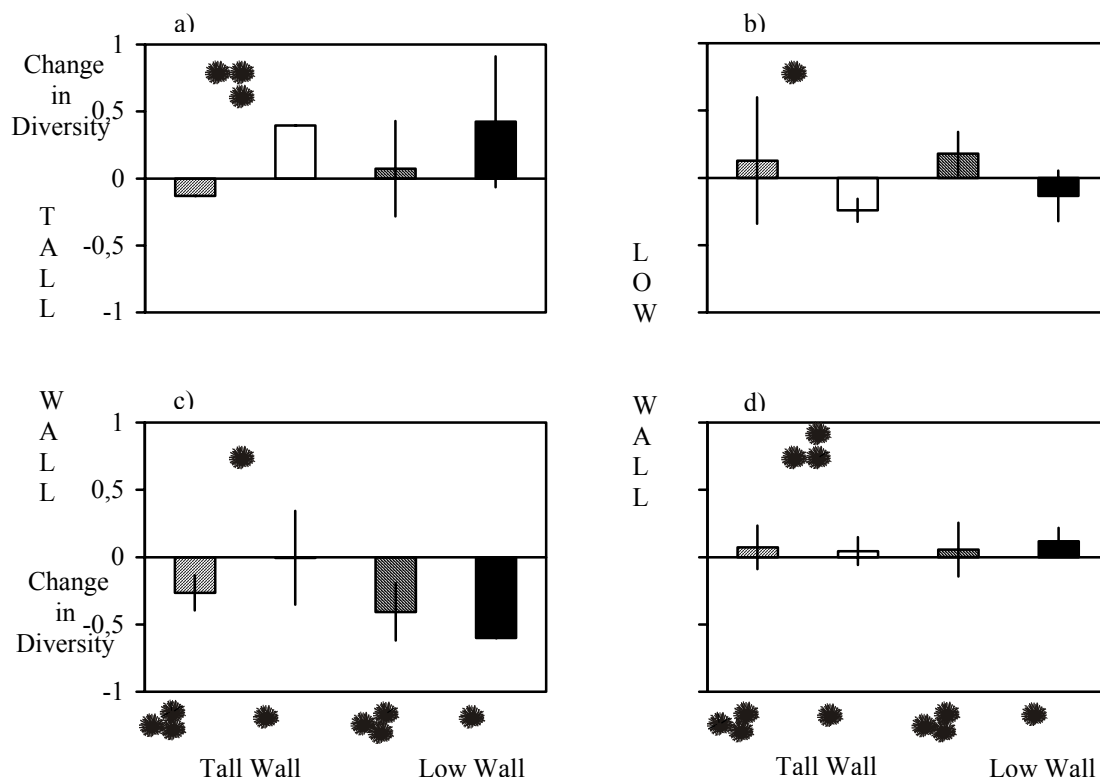 a)
1
Change
in
Diversity
0,5
0
-0,5
-1
T
A
L
L
b)
L
O
W
W
A
L
L
c)
1
0,5
0
Change
in
Diversity
-0,5
-1
W
A
L
L
d)
Tall Wall
Low Wall
Tall Wall
Low Wall